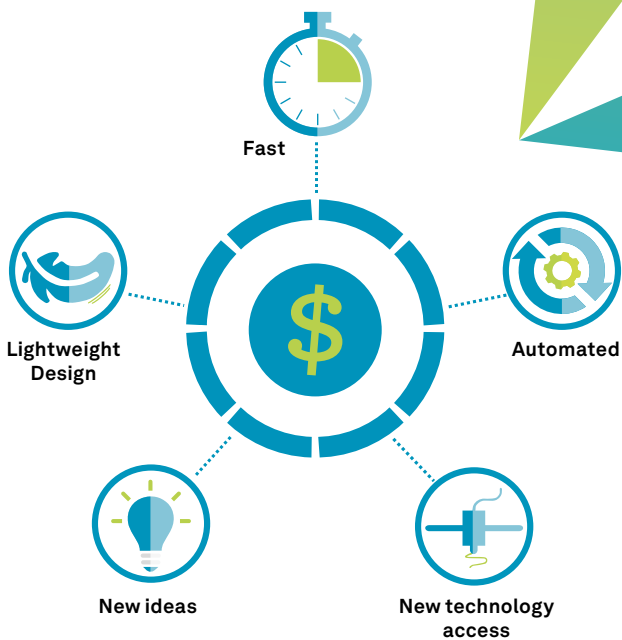 Fast
Lightweight
Design
Automated
$
New ideas
New technology
access